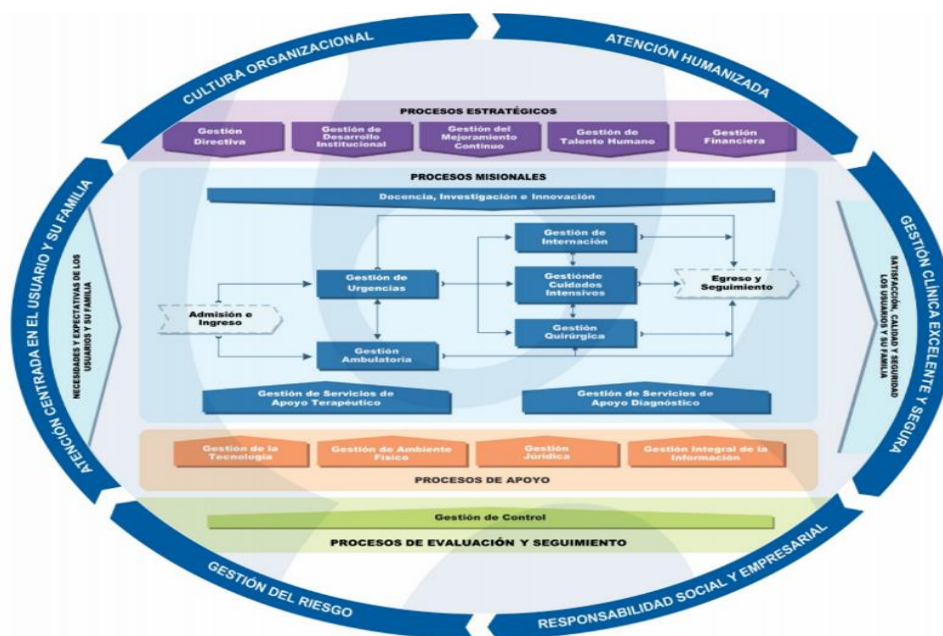 CULTURA ORGANIZACIONAL
ATENCIÓN HUMANIZADA
PROCESOS ESTRATÉGICOS
Gestión
Directiva
Gestión de
Desarrollo
Institucional
Gestión del
Mejoramiento
Continuo
Gestión de
Talento Humano
Gestión
Financiera
PROCESOS MISIONALES
Docencia, Investigación e Innovación
ATENCIÓN CENTRADA EN EL USUARIO Y SU FAMILIA
NECESIDADES Y EXPECTATIVAS DE LOS
USUARIOS Y SU FAMILIA
Admisión e
Ingreso
Gestión de
Urgencias
Gestión
Ambulatoria
Gestión de
Internación
Gestiónde
Cuidados
Intensivos
Gestión
Quirúrgica
Egreso y
Seguimiento
SATISFACCIÓN, CALIDAD Y SEGURIDAD
LOS USUARIOS Y SU FAMILIA
GESTIÓN CLÍNICA EXCELENTE Y SEGURA
Gestión de Servicios de
Apoyo Terapéutico
Gestión de Servicios de
Apoyo Diagnóstico
Gestión de la
Tecnología
Gestión de Ambiente
Físico
Gestión
Jurídica
Gestión Integral de la
Información
PROCESOS DE APOYO
Gestión de Control
PROCESOS DE EVALUACIÓN Y SEGUIMIENTO
GESTIÓN DEL RIESGO
RESPONSABILIDAD SOCIAL Y EMPRESARIAL